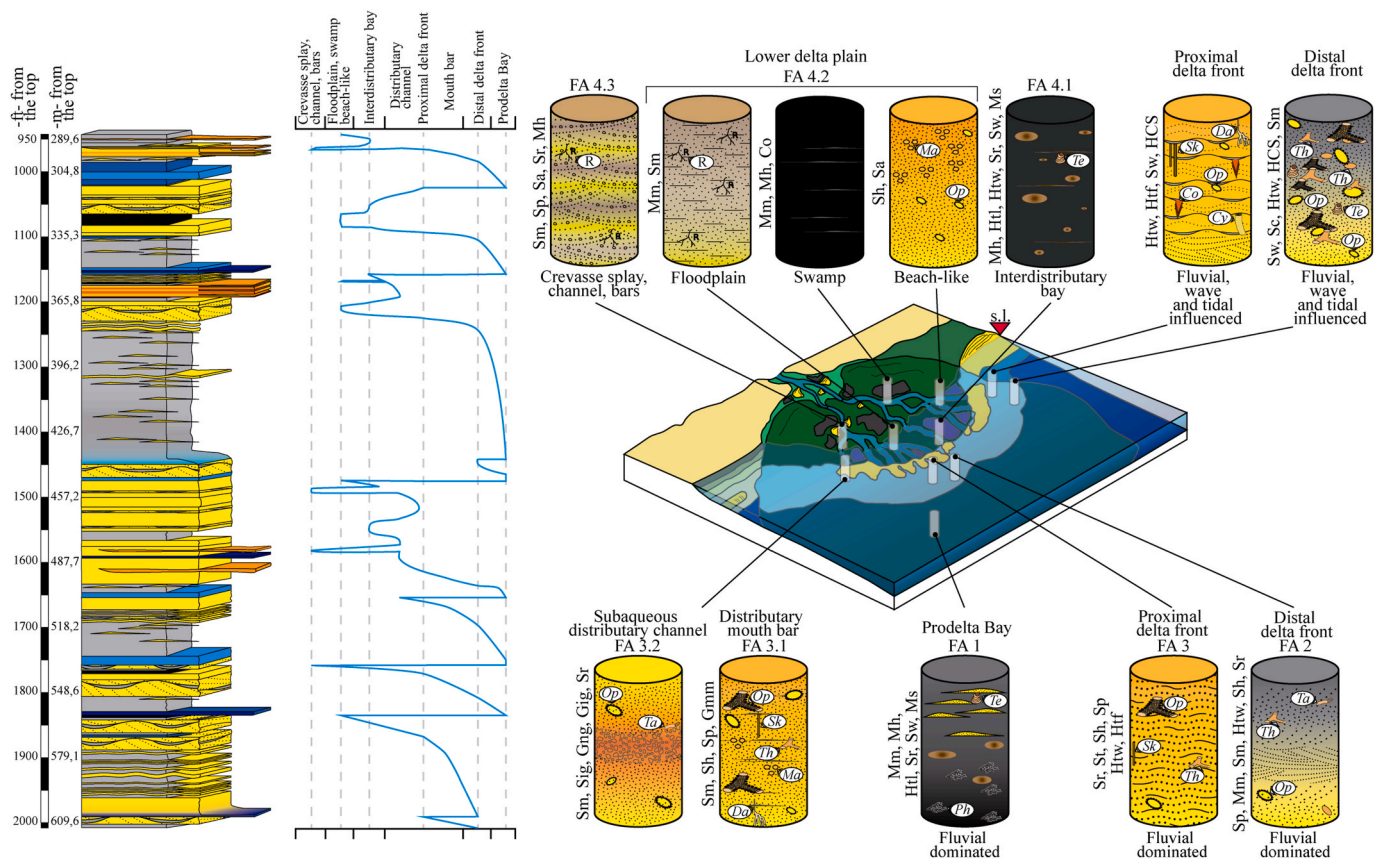 -ft- from
the top
-m- from
the top
Crevasse splay,
channel, bars
Floodplain, swamp
beach-like
Interdistributary bay
Distributary
channel
Proximal delta front
Mouth bar
Distal delta front
Prodelta Bay
950
289,6
1000
304,8
1100
335,3
1200
365,8
1300
396,2
1400
426,7
1500
457,2
1600
487,7
1700
518,2
1800
548,6
1900
579,1
2000
609,6
Lower delta plain
FA 4.3
FA 4.2
FA 4.1
Proximal
delta front
Distal
delta front
Sm, Sp, Sa, Sr, Mh
R
R
R
R
Mm, Sm
R
R
R
R
Mm, Mh, Co
Sh, Sa
Ma
Op
Mh, Htl, Htw, Sr, Sw, Ms
Te
Htw, Htf, Sw, HCS
Da
Sk
Op
Co
Cy
Sw, Sc, Htw, HCS, Sm
Th
Th
Op
Te
Op
Crevasse splay,
channel, bars
Floodplain
Swamp
Beach-like
Interdistributary
bay
Fluvial,
wave
and tidal
influenced
Fluvial,
wave
and tidal
influenced
s.l.
Subaqueous
distributary channel
FA 3.2
Distributary
mouth bar
FA 3.1
Prodelta Bay
FA 1
Proximal
delta front
FA 3
Distal
delta front
FA 2
Sm, Sig, Gng, Gig, Sr
Op
Ta
Sm, Sh, Sp, Gmm
Op
Sk
Th
Ma
Da
Mm, Mh,
Htl, Sr, Sw, Ms
Te
Ph
Sr, St, Sh, Sp
Htw, Htf
Op
Sk
Th
Sp, Mm, Sm, Htw, Sh, Sr
Ta
Th
Op
Fluvial
dominated
Fluvial
dominated
Fluvial
dominated